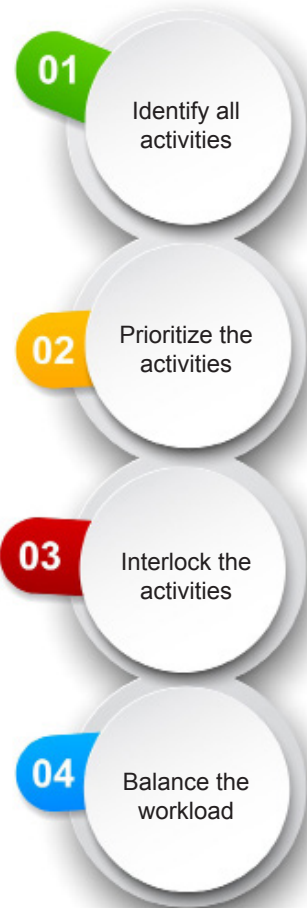 01
Identify all
activities
02
Prioritize the
activities
03
Interlock the
activities
04
Balance the
workload